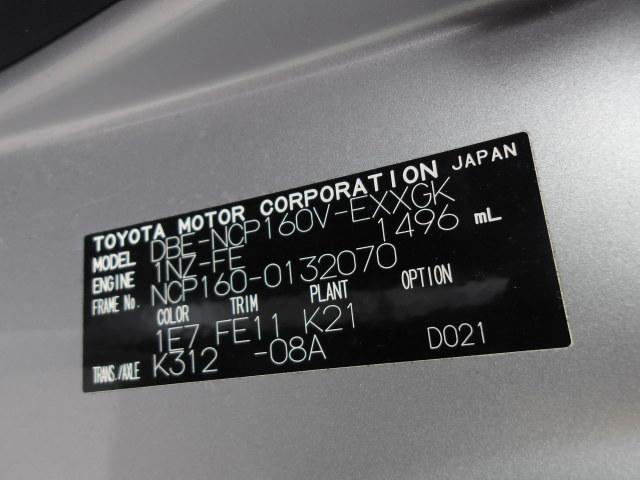 TOYOTA MOTOR CORPORATION JAPAN
MODEL DBE-NCP160V-EXXGK
ENGINE 1NZ-FE 1496 mL
FRAME No. NCP160-0132070
COLOR TRIM PLANT OPTION
1E7 FE11 K21
TRANS./AXLE K312 -08A D021